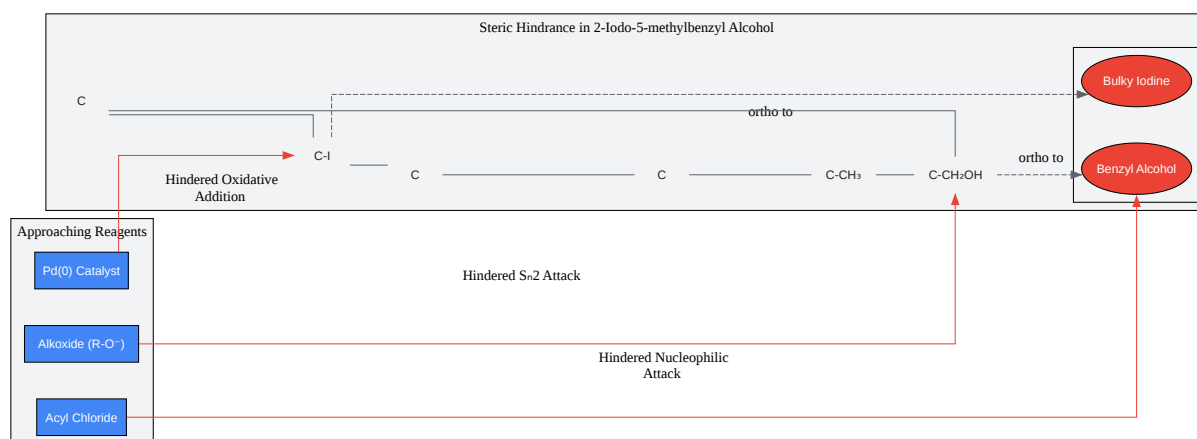 Steric Hindrance in 2-Iodo-5-methylbenzyl Alcohol
Bulky Iodine
C
ortho to
C-I
ortho to
Hindered Oxidative
Addition
C
C
C-CH₃
C-CH₂OH
Benzyl Alcohol
Approaching Reagents
Pd(0) Catalyst
Hindered Sₙ2 Attack
Alkoxide (R-O⁻)
Hindered Nucleophilic
Attack
Acyl Chloride